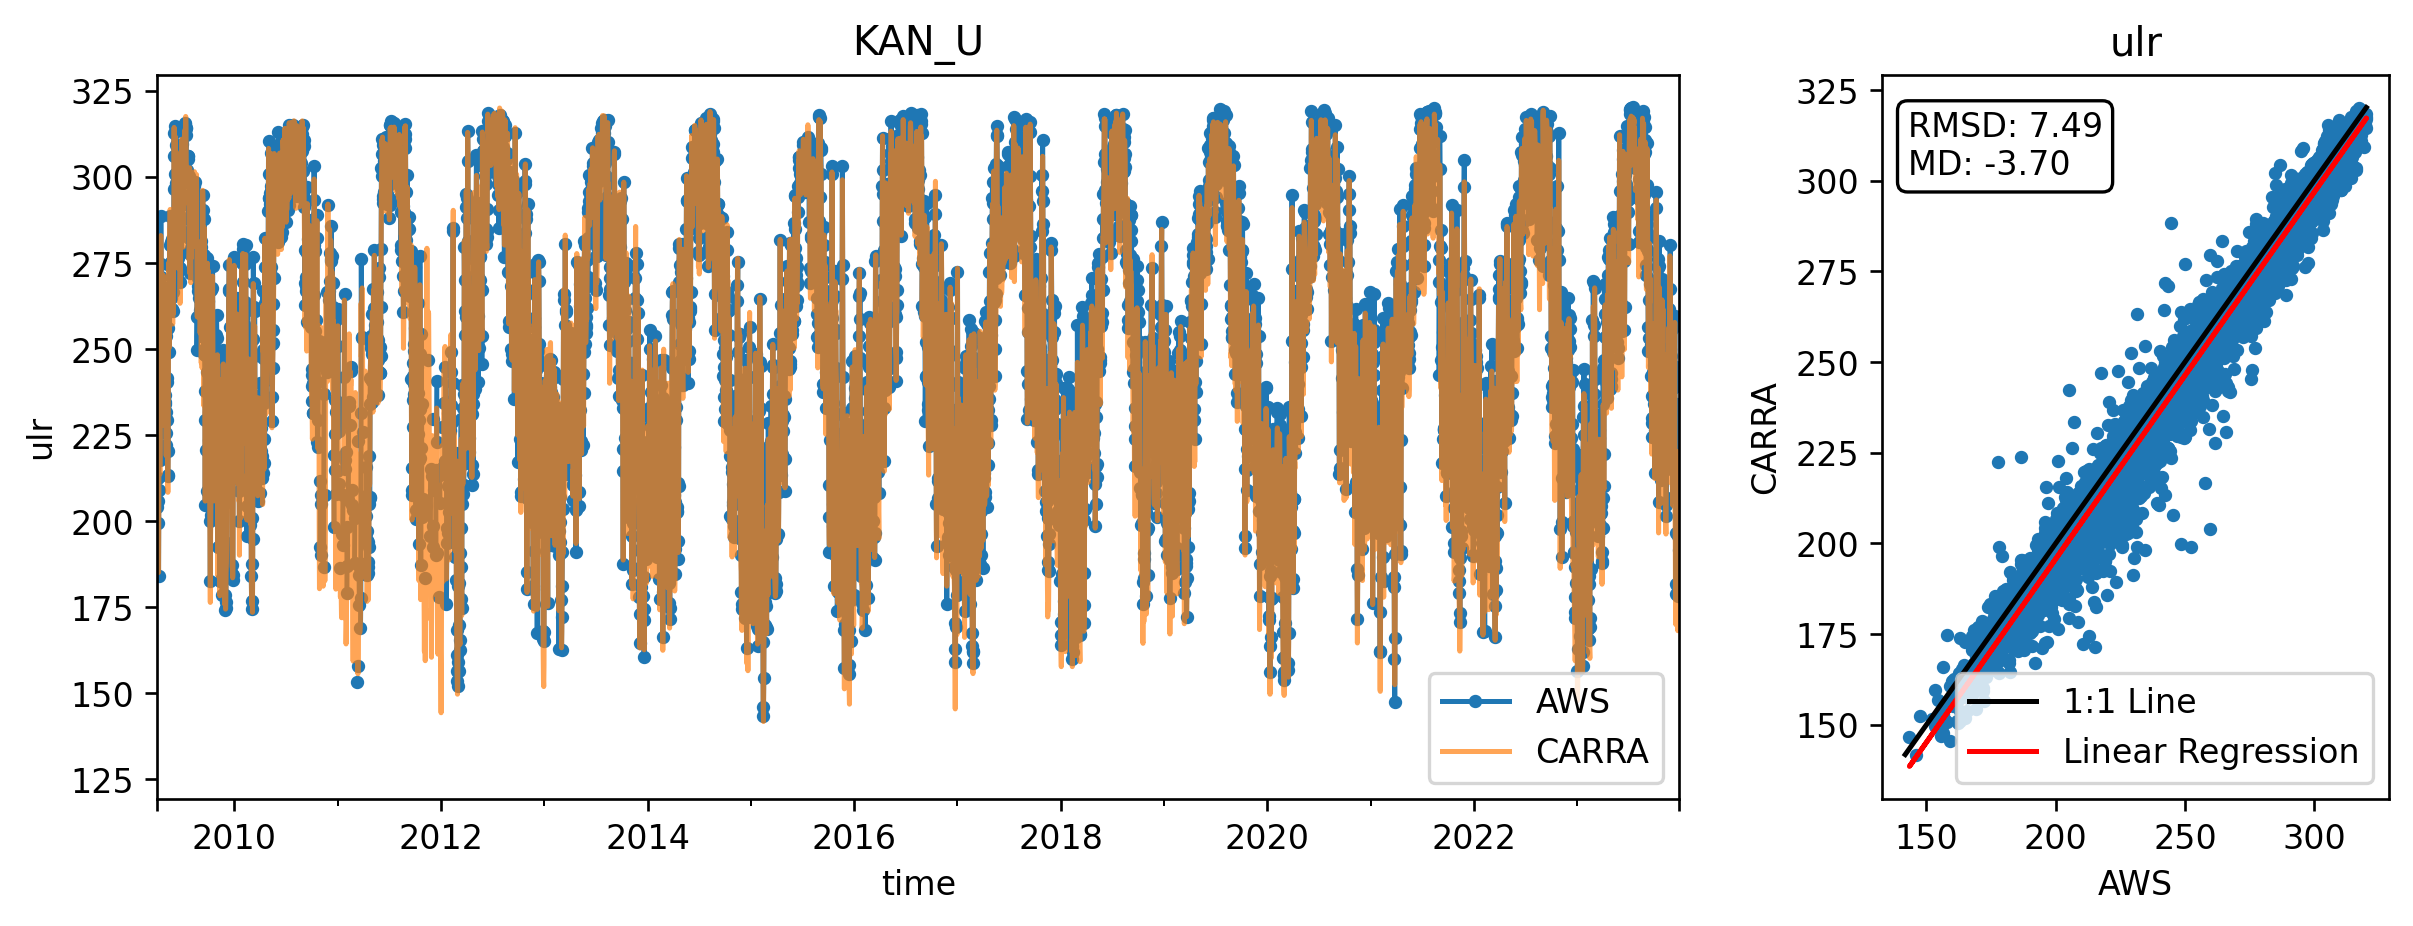 KAN_U
325
300
275
250
225
200
175
150
125
ulr
2010 2012 2014 2016 2018 2020 2022
time
AWS
CARRA
ulr
325
300
275
250
225
200
175
150
CARRA
RMSD: 7.49
MD: -3.70
1:1 Line
Linear Regression
150 200 250 300
AWS